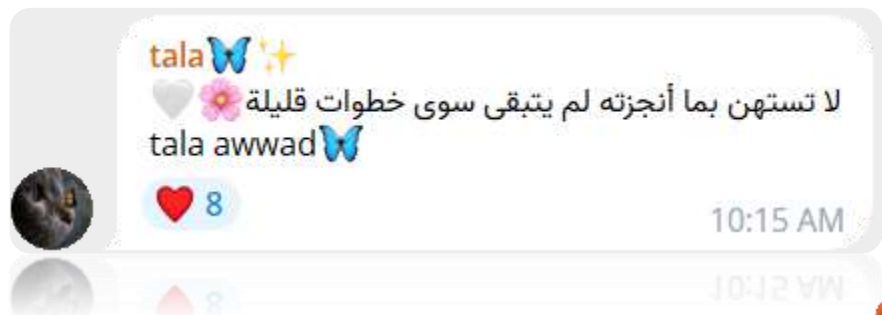 tala🦋✨
لا تستهن بما أنجزته لم يتبقى سوى خطوات قليلة🌸🤍
tala awwad🦋
❤️ 8
10:15 AM